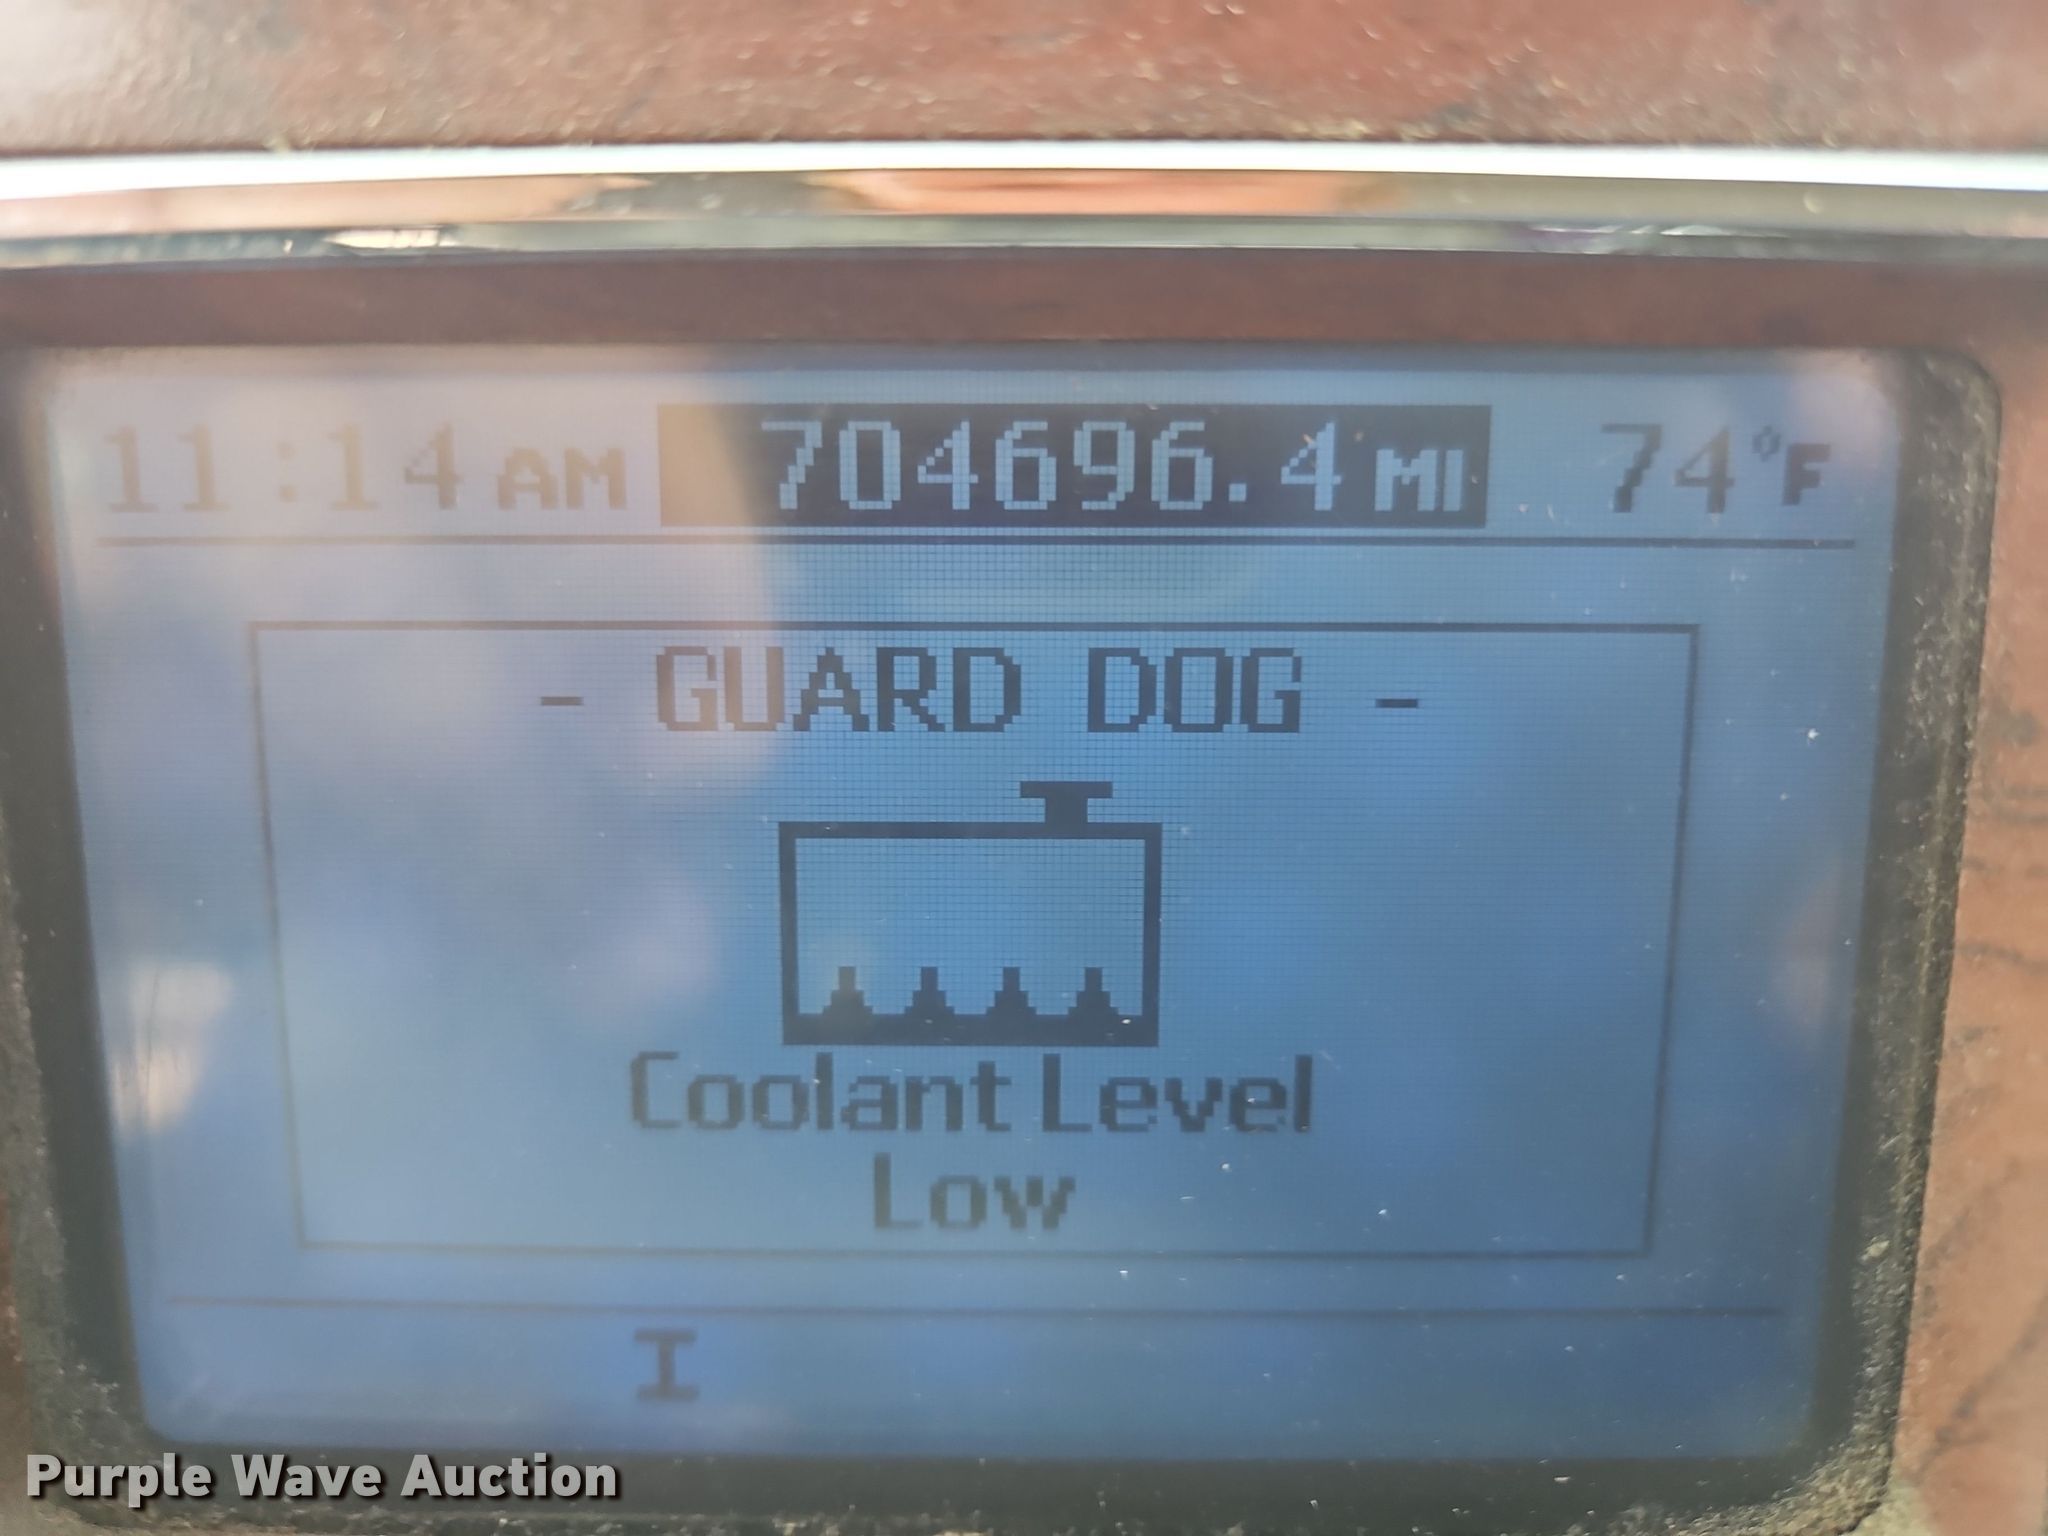 11:14 AM 704696.4 MI 74°F
- GUARD DOG -
Coolant Level
Low
I
Purple Wave Auction